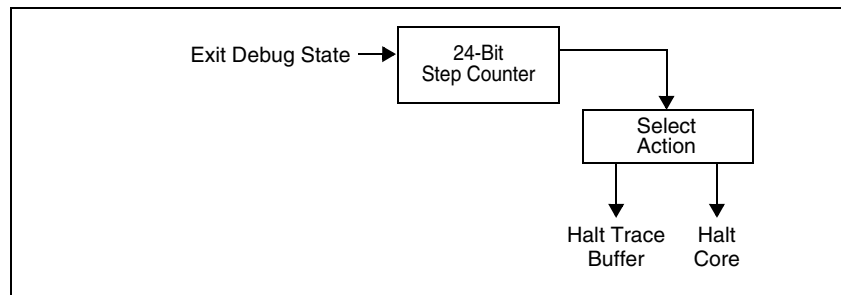 Exit Debug State
24-Bit
Step Counter
Select
Action
Halt Trace
Buffer
Halt
Core